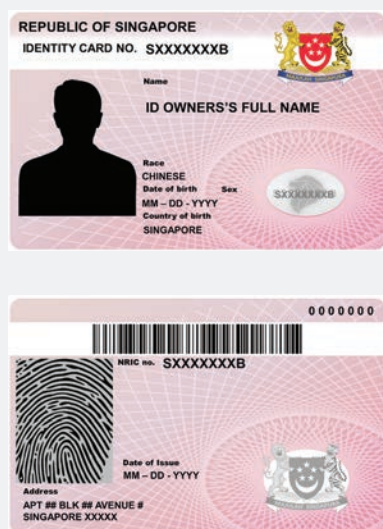 REPUBLIC OF SINGAPORE
IDENTITY CARD NO. SXXXXXXXB
Name
ID OWNERS'S FULL NAME
Race
CHINESE
Date of birth Sex
MM – DD - YYYY
SXXXXXXXB
Country of birth
SINGAPORE
0000000
NRIC no. SXXXXXXXB
Date of Issue
MM – DD - YYYY
Address
APT ## BLK ## AVENUE #
SINGAPORE XXXXX